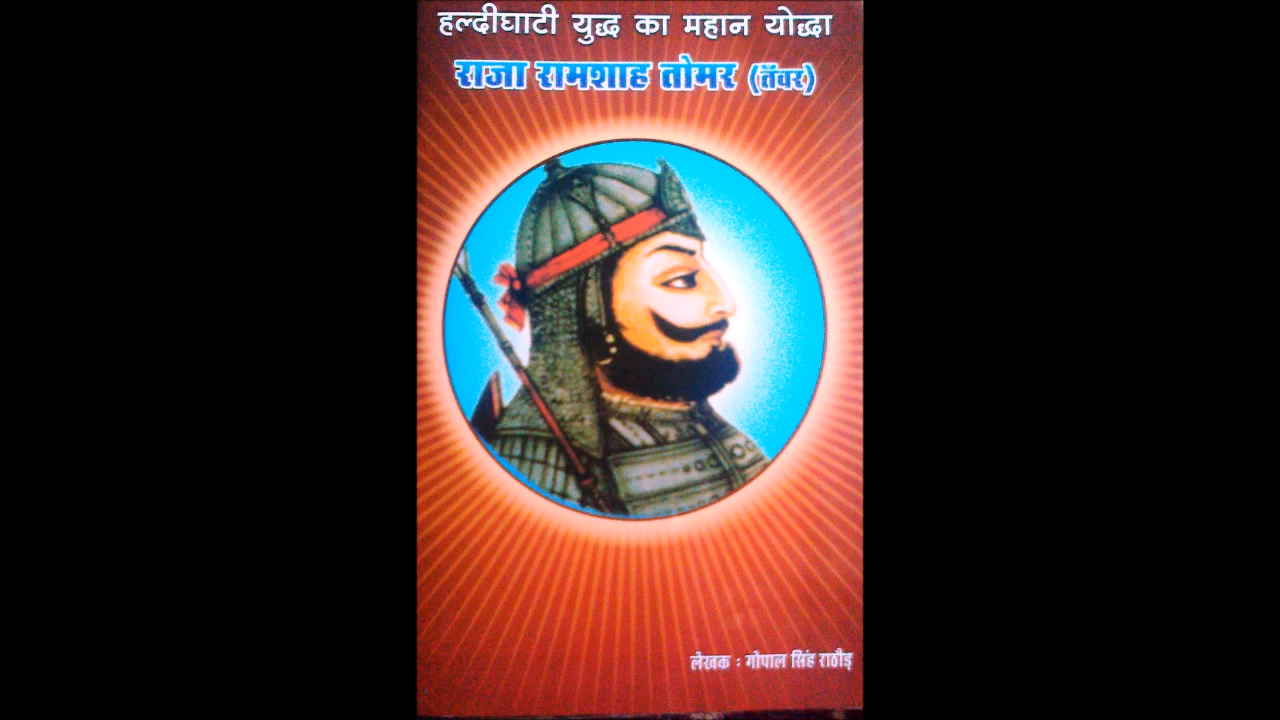 हल्दीघाटी युद्ध का महान योद्धा
राजा रामशाह तोमर (तँवर)
लेखक : गोपाल सिंह राठौड़